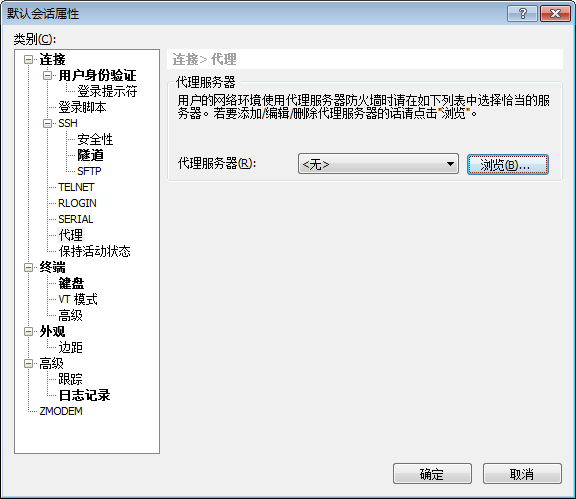 默认会话属性
类别(C):
连接
用户身份验证
登录提示符
登录脚本
SSH
安全性
隧道
SFTP
TELNET
RLOGIN
SERIAL
代理
保持活动状态
终端
键盘
VT 模式
高级
外观
边距
高级
跟踪
日志记录
ZMODEM
连接> 代理
代理服务器
用户的网络环境使用代理服务器防火墙时请在如下列表中选择恰当的服
务器。若要添加/编辑/删除代理服务器的话请点击"浏览"。
代理服务器(R):
<无>
浏览(B)...
确定
取消